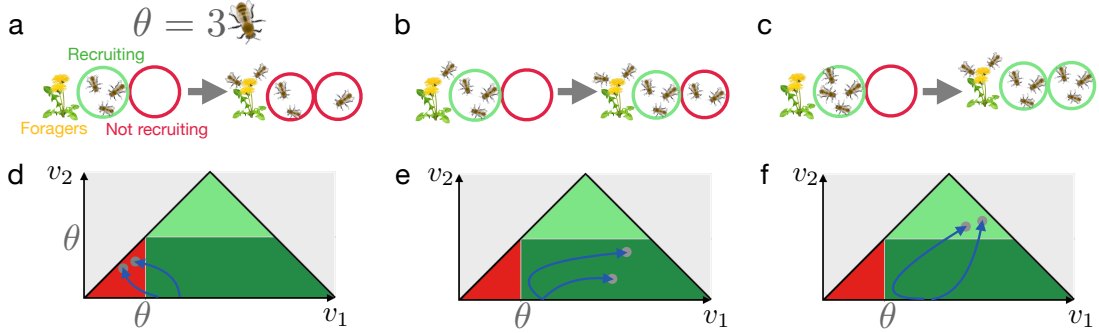 a
θ = 3
b
c
Recruiting
Foragers
Not recruiting
d
v₂
e
v₂
f
v₂
θ
θ
v₁
θ
v₁
θ
v₁